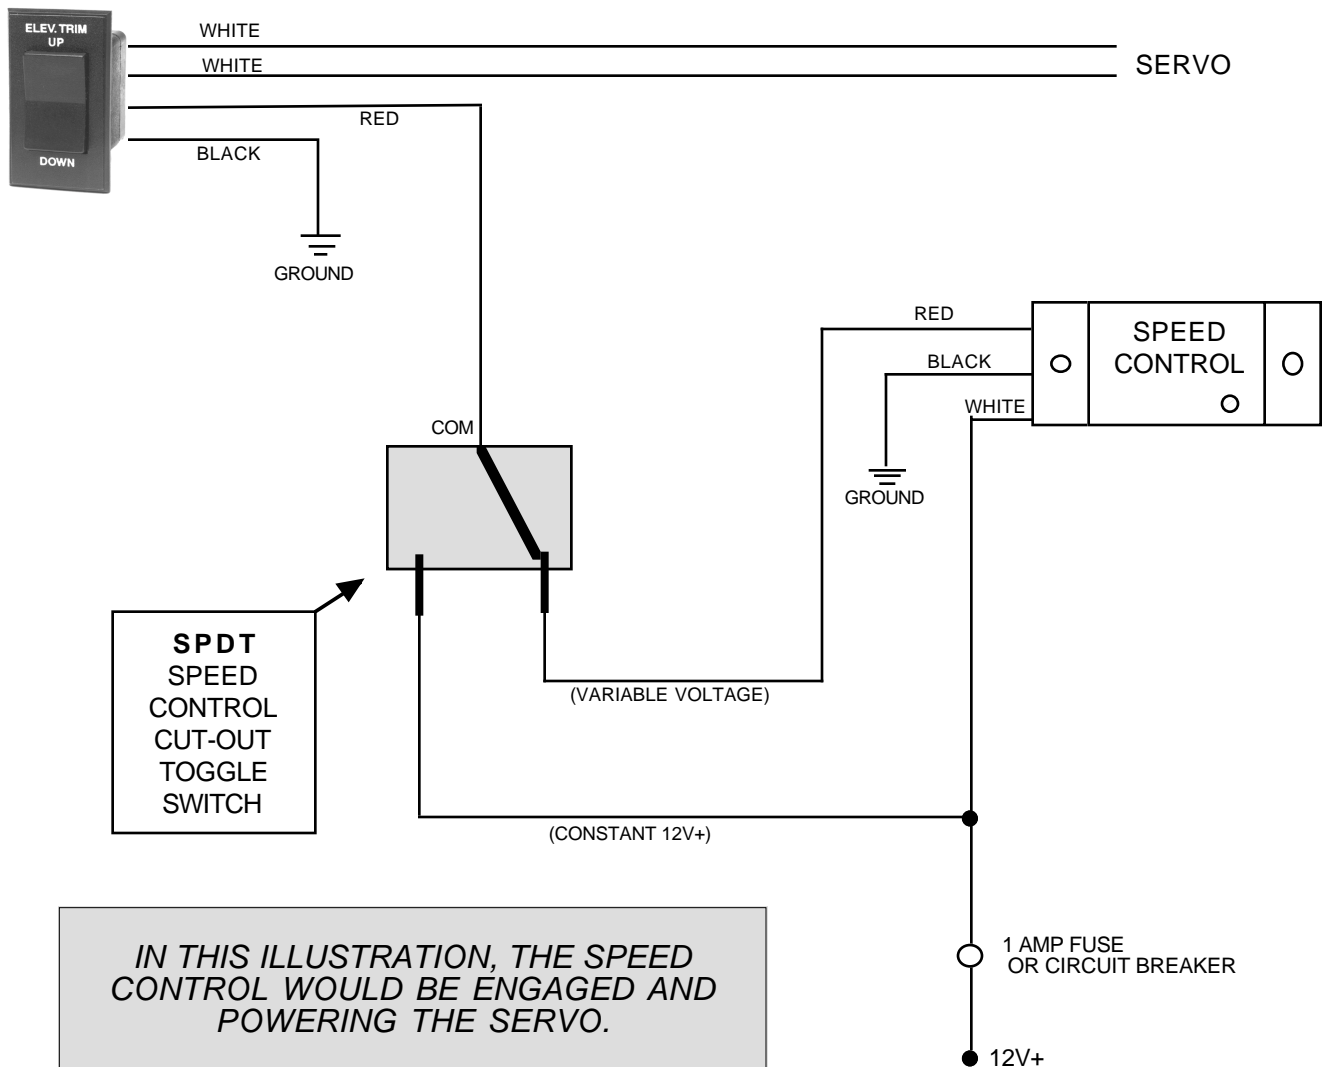 ELEV. TRIM
UP
DOWN
WHITE
WHITE
SERVO
RED
BLACK
GROUND
RED
SPEED
CONTROL
BLACK
WHITE
GROUND
COM
SPDT
SPEED
CONTROL
CUT-OUT
TOGGLE
SWITCH
(VARIABLE VOLTAGE)
(CONSTANT 12V+)
IN THIS ILLUSTRATION, THE SPEED
CONTROL WOULD BE ENGAGED AND
POWERING THE SERVO.
1 AMP FUSE
OR CIRCUIT BREAKER
12V+